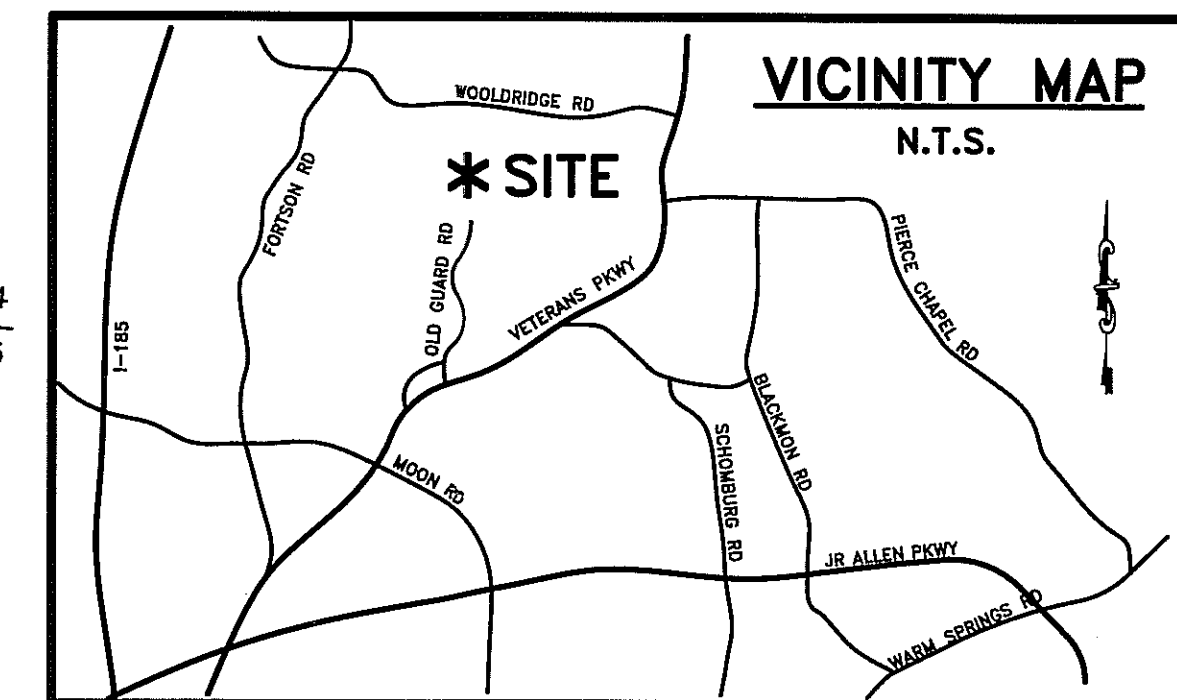 VICINITY MAP
N.T.S.
WOOLDRIDGE RD
* SITE
FORTSON RD
OLD GUARD RD
VETERANS PKWY
PIERCE CHAPEL RD
I-185
BLACKMON RD
SCHOMBURG RD
MOON RD
JR ALLEN PKWY
WARM SPRINGS RD